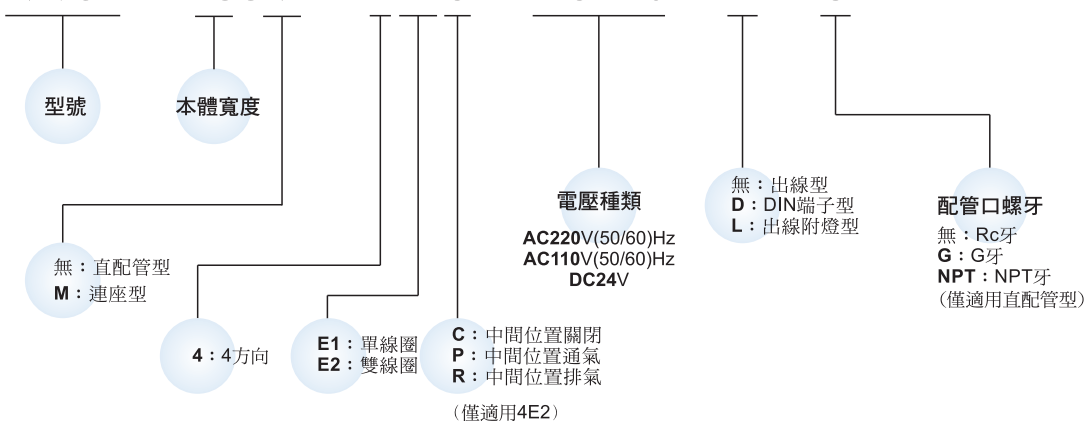 型號
本體寬度
無：直配管型
M：連座型
4：4方向
E1：單線圈
E2：雙線圈
C：中間位置關閉
P：中間位置通氣
R：中間位置排氣
（僅適用4E2）
電壓種類
AC220V(50/60)Hz
AC110V(50/60)Hz
DC24V
無：出線型
D：DIN端子型
L：出線附燈型
配管口螺牙
無：Rc牙
G：G牙
NPT：NPT牙
（僅適用直配管型）